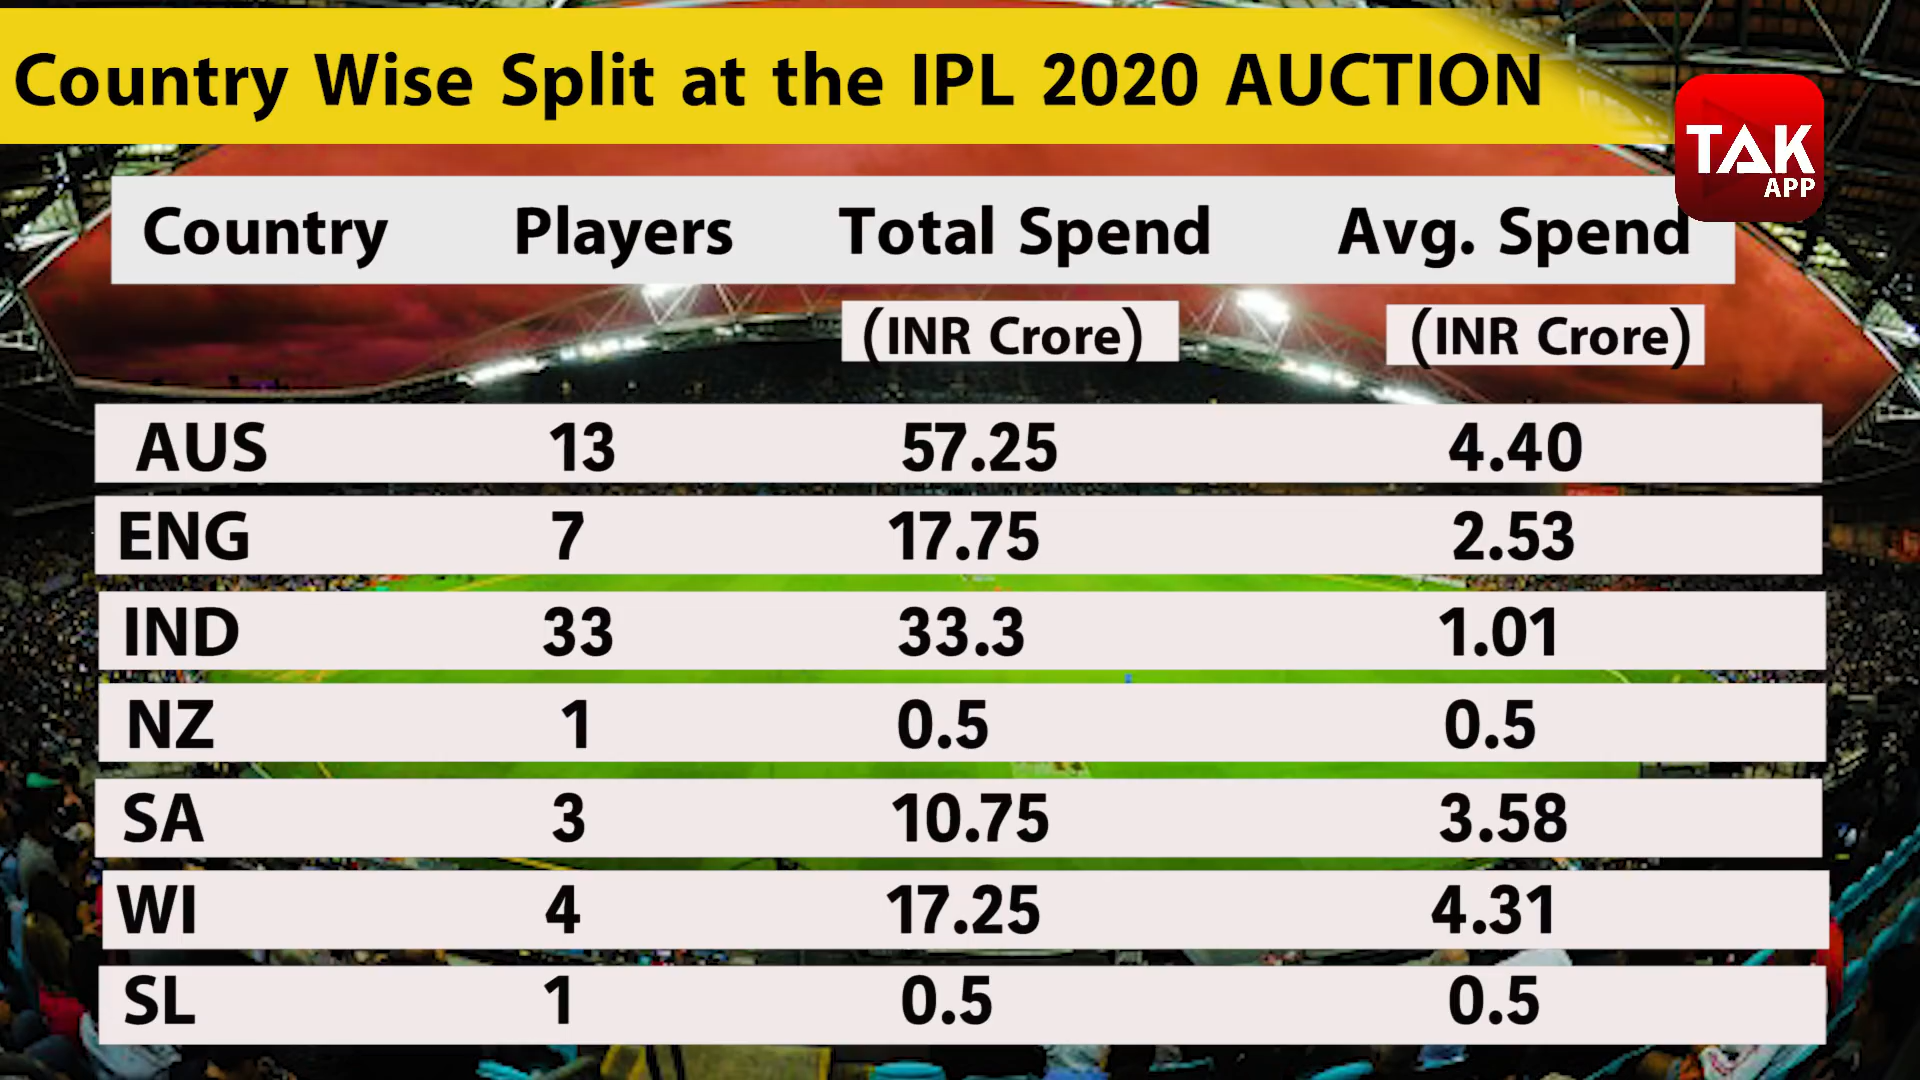 Country Wise Split at the IPL 2020 AUCTION
TAK
APP
Country Players Total Spend Avg. Spend
(INR Crore) (INR Crore)
AUS 13 57.25 4.40
ENG 7 17.75 2.53
IND 33 33.3 1.01
NZ 1 0.5 0.5
SA 3 10.75 3.58
WI 4 17.25 4.31
SL 1 0.5 0.5